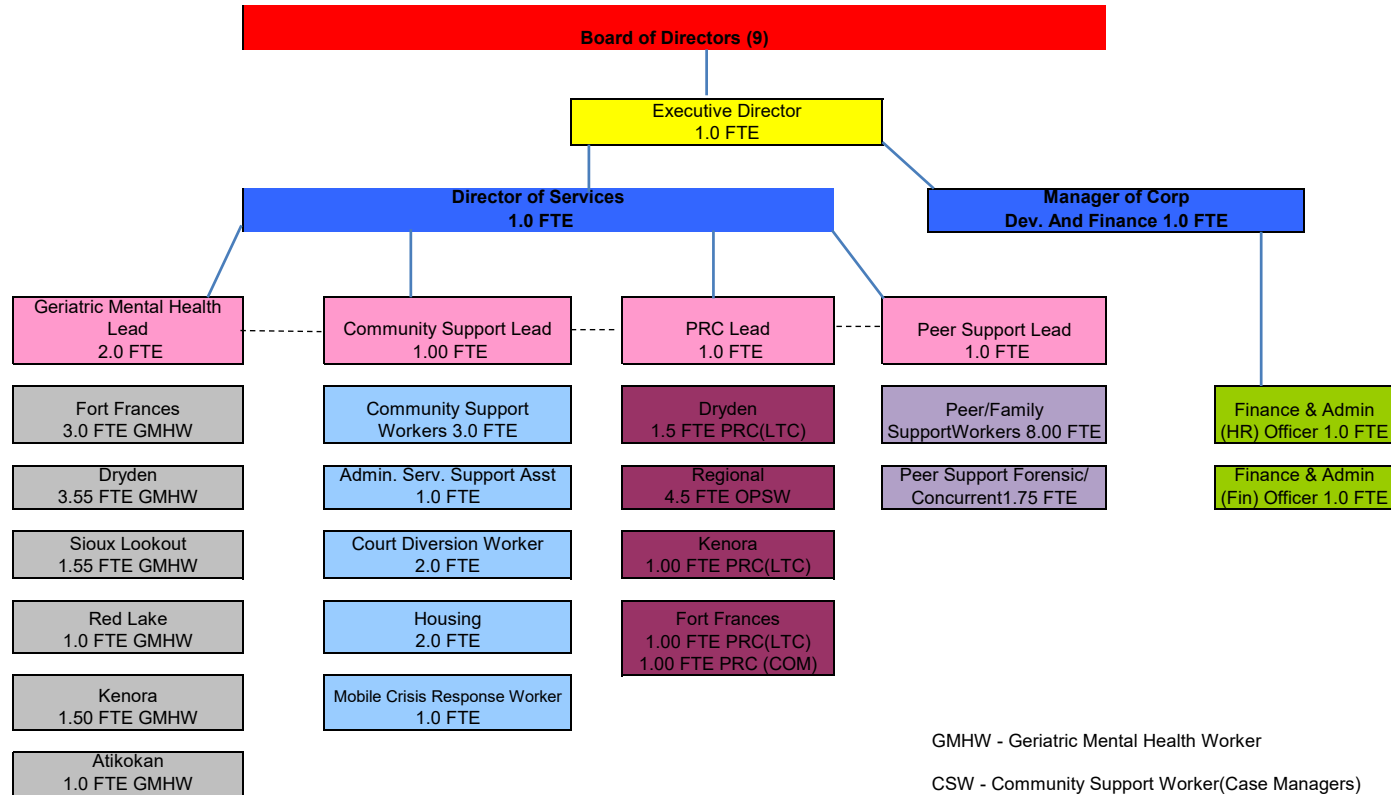 Board of Directors (9)
Executive Director
1.0 FTE
Director of Services
1.0 FTE
Manager of Corp
Dev. And Finance 1.0 FTE
Geriatric Mental Health
Lead
2.0 FTE
Community Support Lead
1.00 FTE
PRC Lead
1.0 FTE
Peer Support Lead
1.0 FTE
Fort Frances
3.0 FTE GMHW
Community Support
Workers 3.0 FTE
Dryden
1.5 FTE PRC(LTC)
Peer/Family
SupportWorkers 8.00 FTE
Finance & Admin
(HR) Officer 1.0 FTE
Dryden
3.55 FTE GMHW
Admin. Serv. Support Asst
1.0 FTE
Regional
4.5 FTE OPSW
Peer Support Forensic/
Concurrent1.75 FTE
Finance & Admin
(Fin) Officer 1.0 FTE
Sioux Lookout
1.55 FTE GMHW
Court Diversion Worker
2.0 FTE
Kenora
1.00 FTE PRC(LTC)
Red Lake
1.0 FTE GMHW
Housing
2.0 FTE
Fort Frances
1.00 FTE PRC(LTC)
1.00 FTE PRC (COM)
Kenora
1.50 FTE GMHW
Mobile Crisis Response Worker
1.0 FTE
Atikokan
1.0 FTE GMHW
GMHW - Geriatric Mental Health Worker
CSW - Community Support Worker(Case Managers)